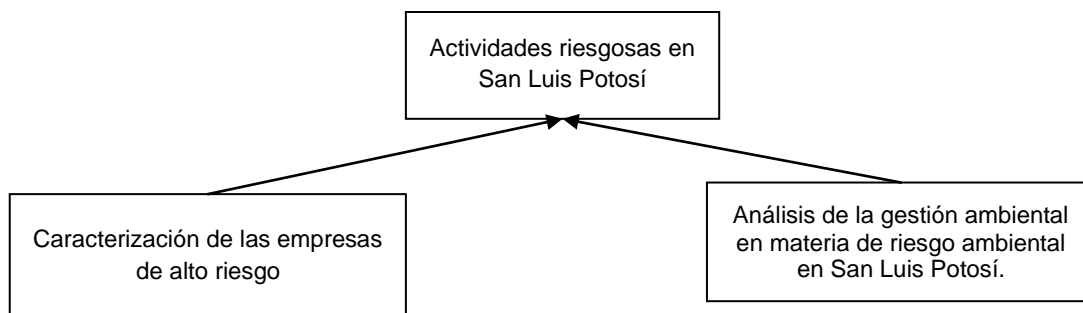 Actividades riesgosas en
San Luis Potosí
Caracterización de las empresas
de alto riesgo
Análisis de la gestión ambiental
en materia de riesgo ambiental
en San Luis Potosí.